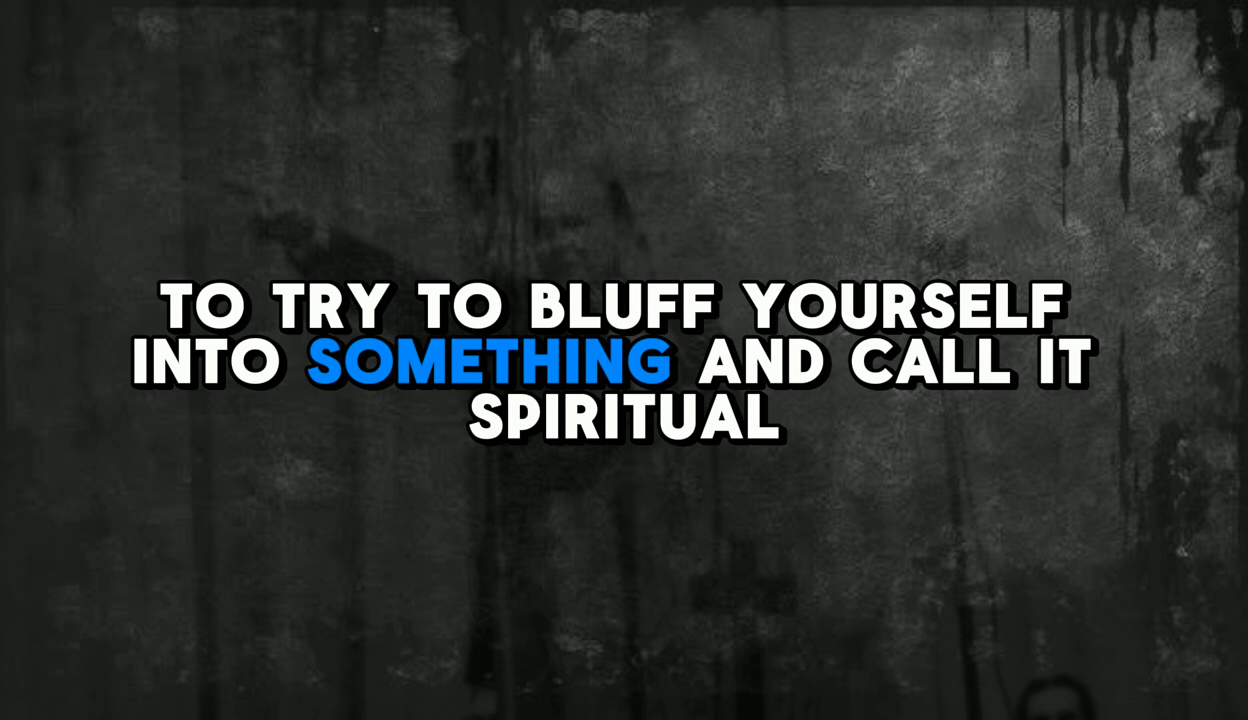 TO TRY TO BLUFF YOURSELF
INTO SOMETHING AND CALL IT
SPIRITUAL